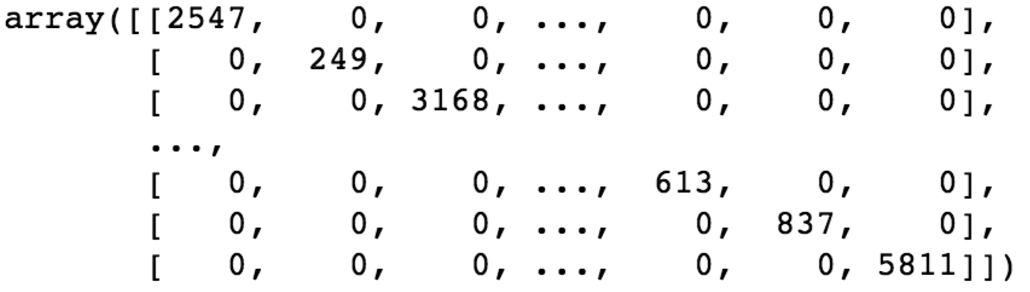 array([[2547,    0,    0, ...,    0,    0,    0],
       [   0,  249,    0, ...,    0,    0,    0],
       [   0,    0, 3168, ...,    0,    0,    0],
       ...,
       [   0,    0,    0, ...,  613,    0,    0],
       [   0,    0,    0, ...,    0,  837,    0],
       [   0,    0,    0, ...,    0,    0, 5811]])